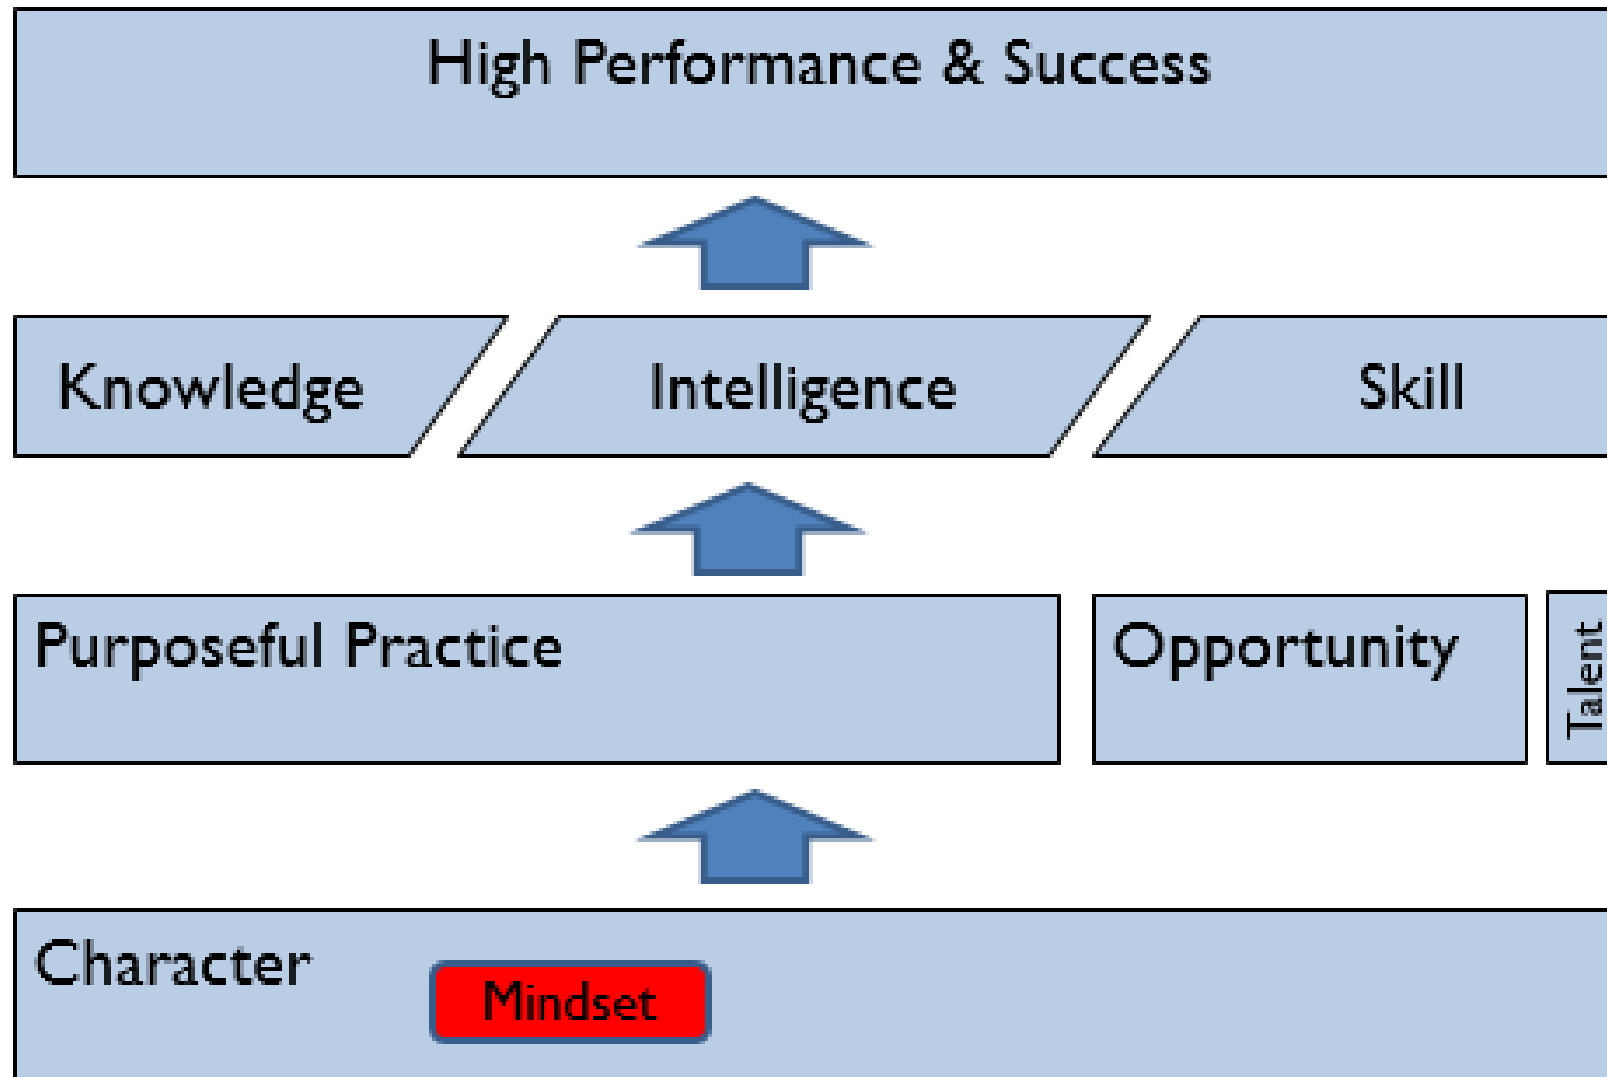 High Performance & Success
Knowledge
Intelligence
Skill
Purposeful Practice
Opportunity
Talent
Character
Mindset